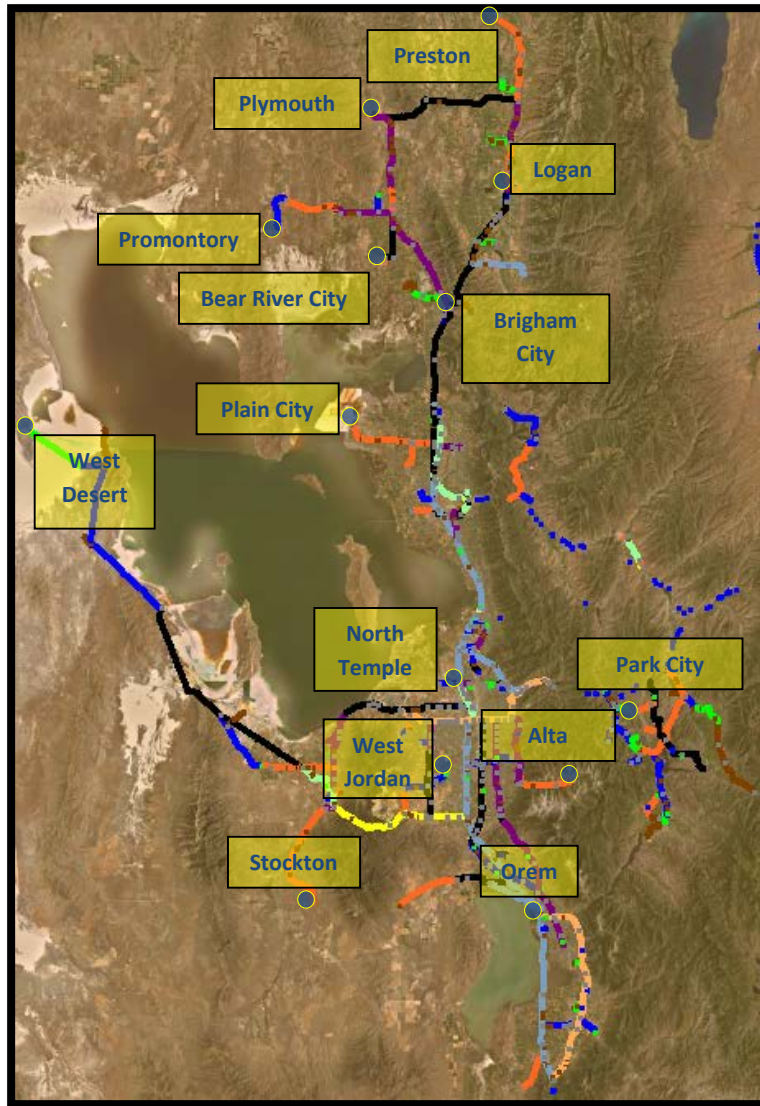 Preston
Plymouth
Logan
Promontory
Bear River City
Brigham
City
Plain City
West
Desert
North
Temple
Park City
Alta
West
Jordan
Stockton
Orem